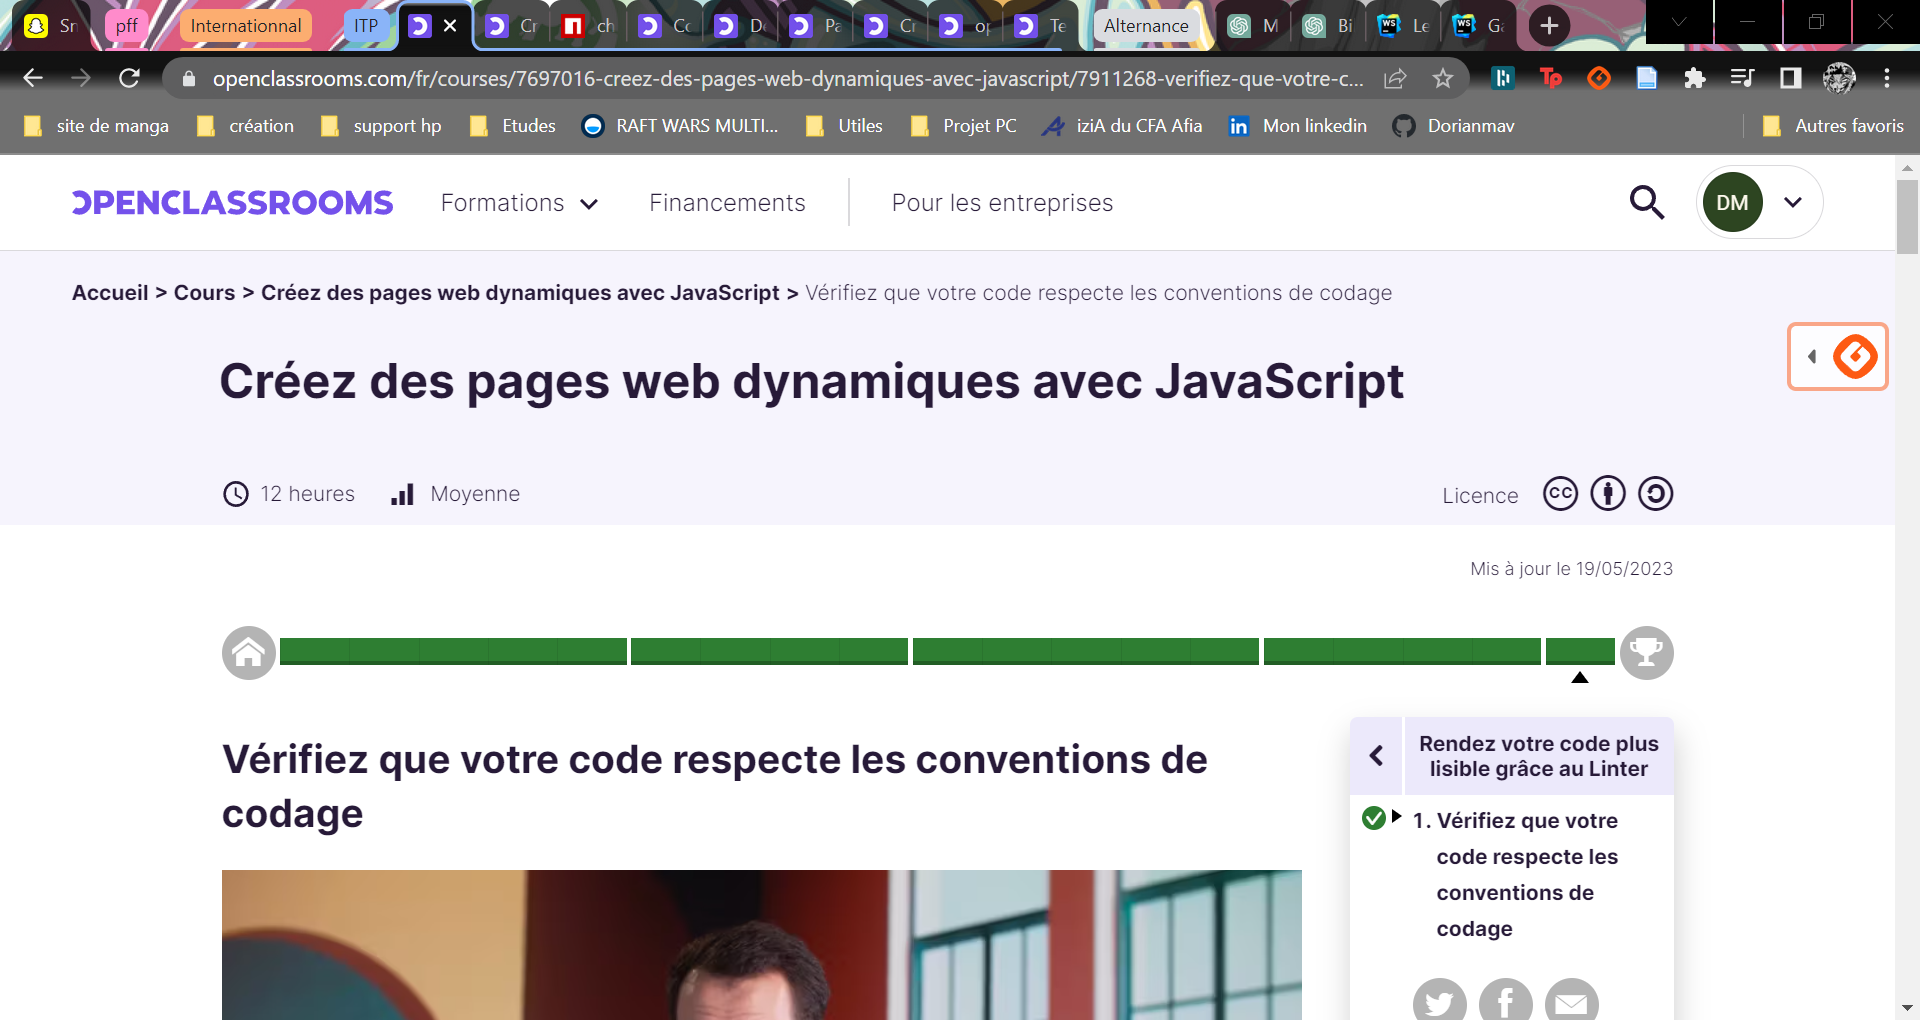 Sn
pff
Internationnal
ITP
Cr
ch
Cc
De
Pa
Cr
op
Te
Alternance
M
Bi
Le
Ga
openclassrooms.com/fr/courses/7697016-creez-des-pages-web-dynamiques-avec-javascript/7911268-verifiez-que-votre-c...
site de manga
création
support hp
Etudes
RAFT WARS MULTI...
Utiles
Projet PC
iziA du CFA Afia
Mon linkedin
Dorianmav
Autres favoris
OPENCLASSROOMS
Formations
Financements
Pour les entreprises
DM
Accueil > Cours > Créez des pages web dynamiques avec JavaScript > Vérifiez que votre code respecte les conventions de codage
Créez des pages web dynamiques avec JavaScript
12 heures
Moyenne
Licence
CC
Mis à jour le 19/05/2023
Vérifiez que votre code respecte les conventions de
codage
Rendez votre code plus
lisible grâce au Linter
1. Vérifiez que votre
code respecte les
conventions de
codage